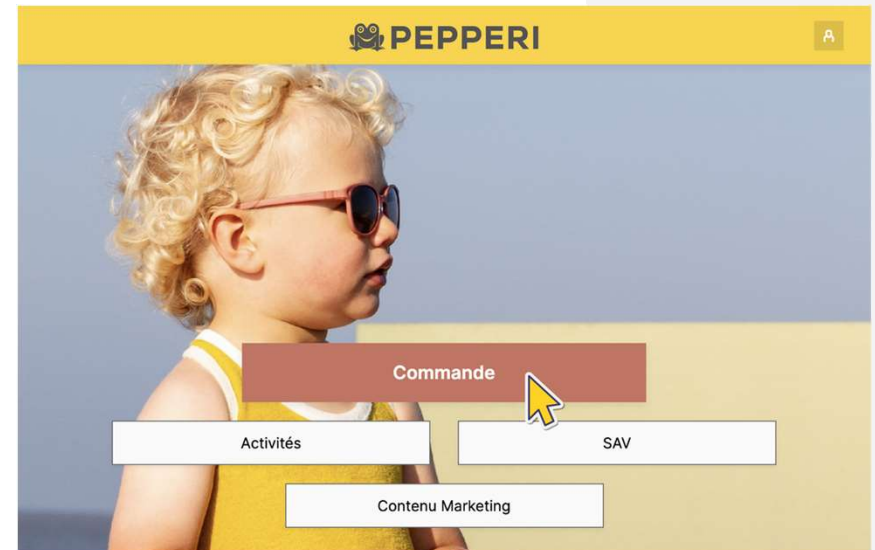 PEPPERI
Commande
Activités
SAV
Contenu Marketing